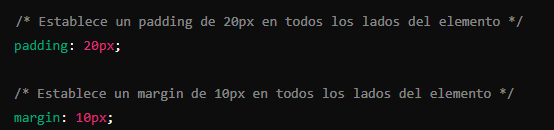 /* Establece un padding de 20px en todos los lados del elemento */
padding: 20px;
/* Establece un margin de 10px en todos los lados del elemento */
margin: 10px;